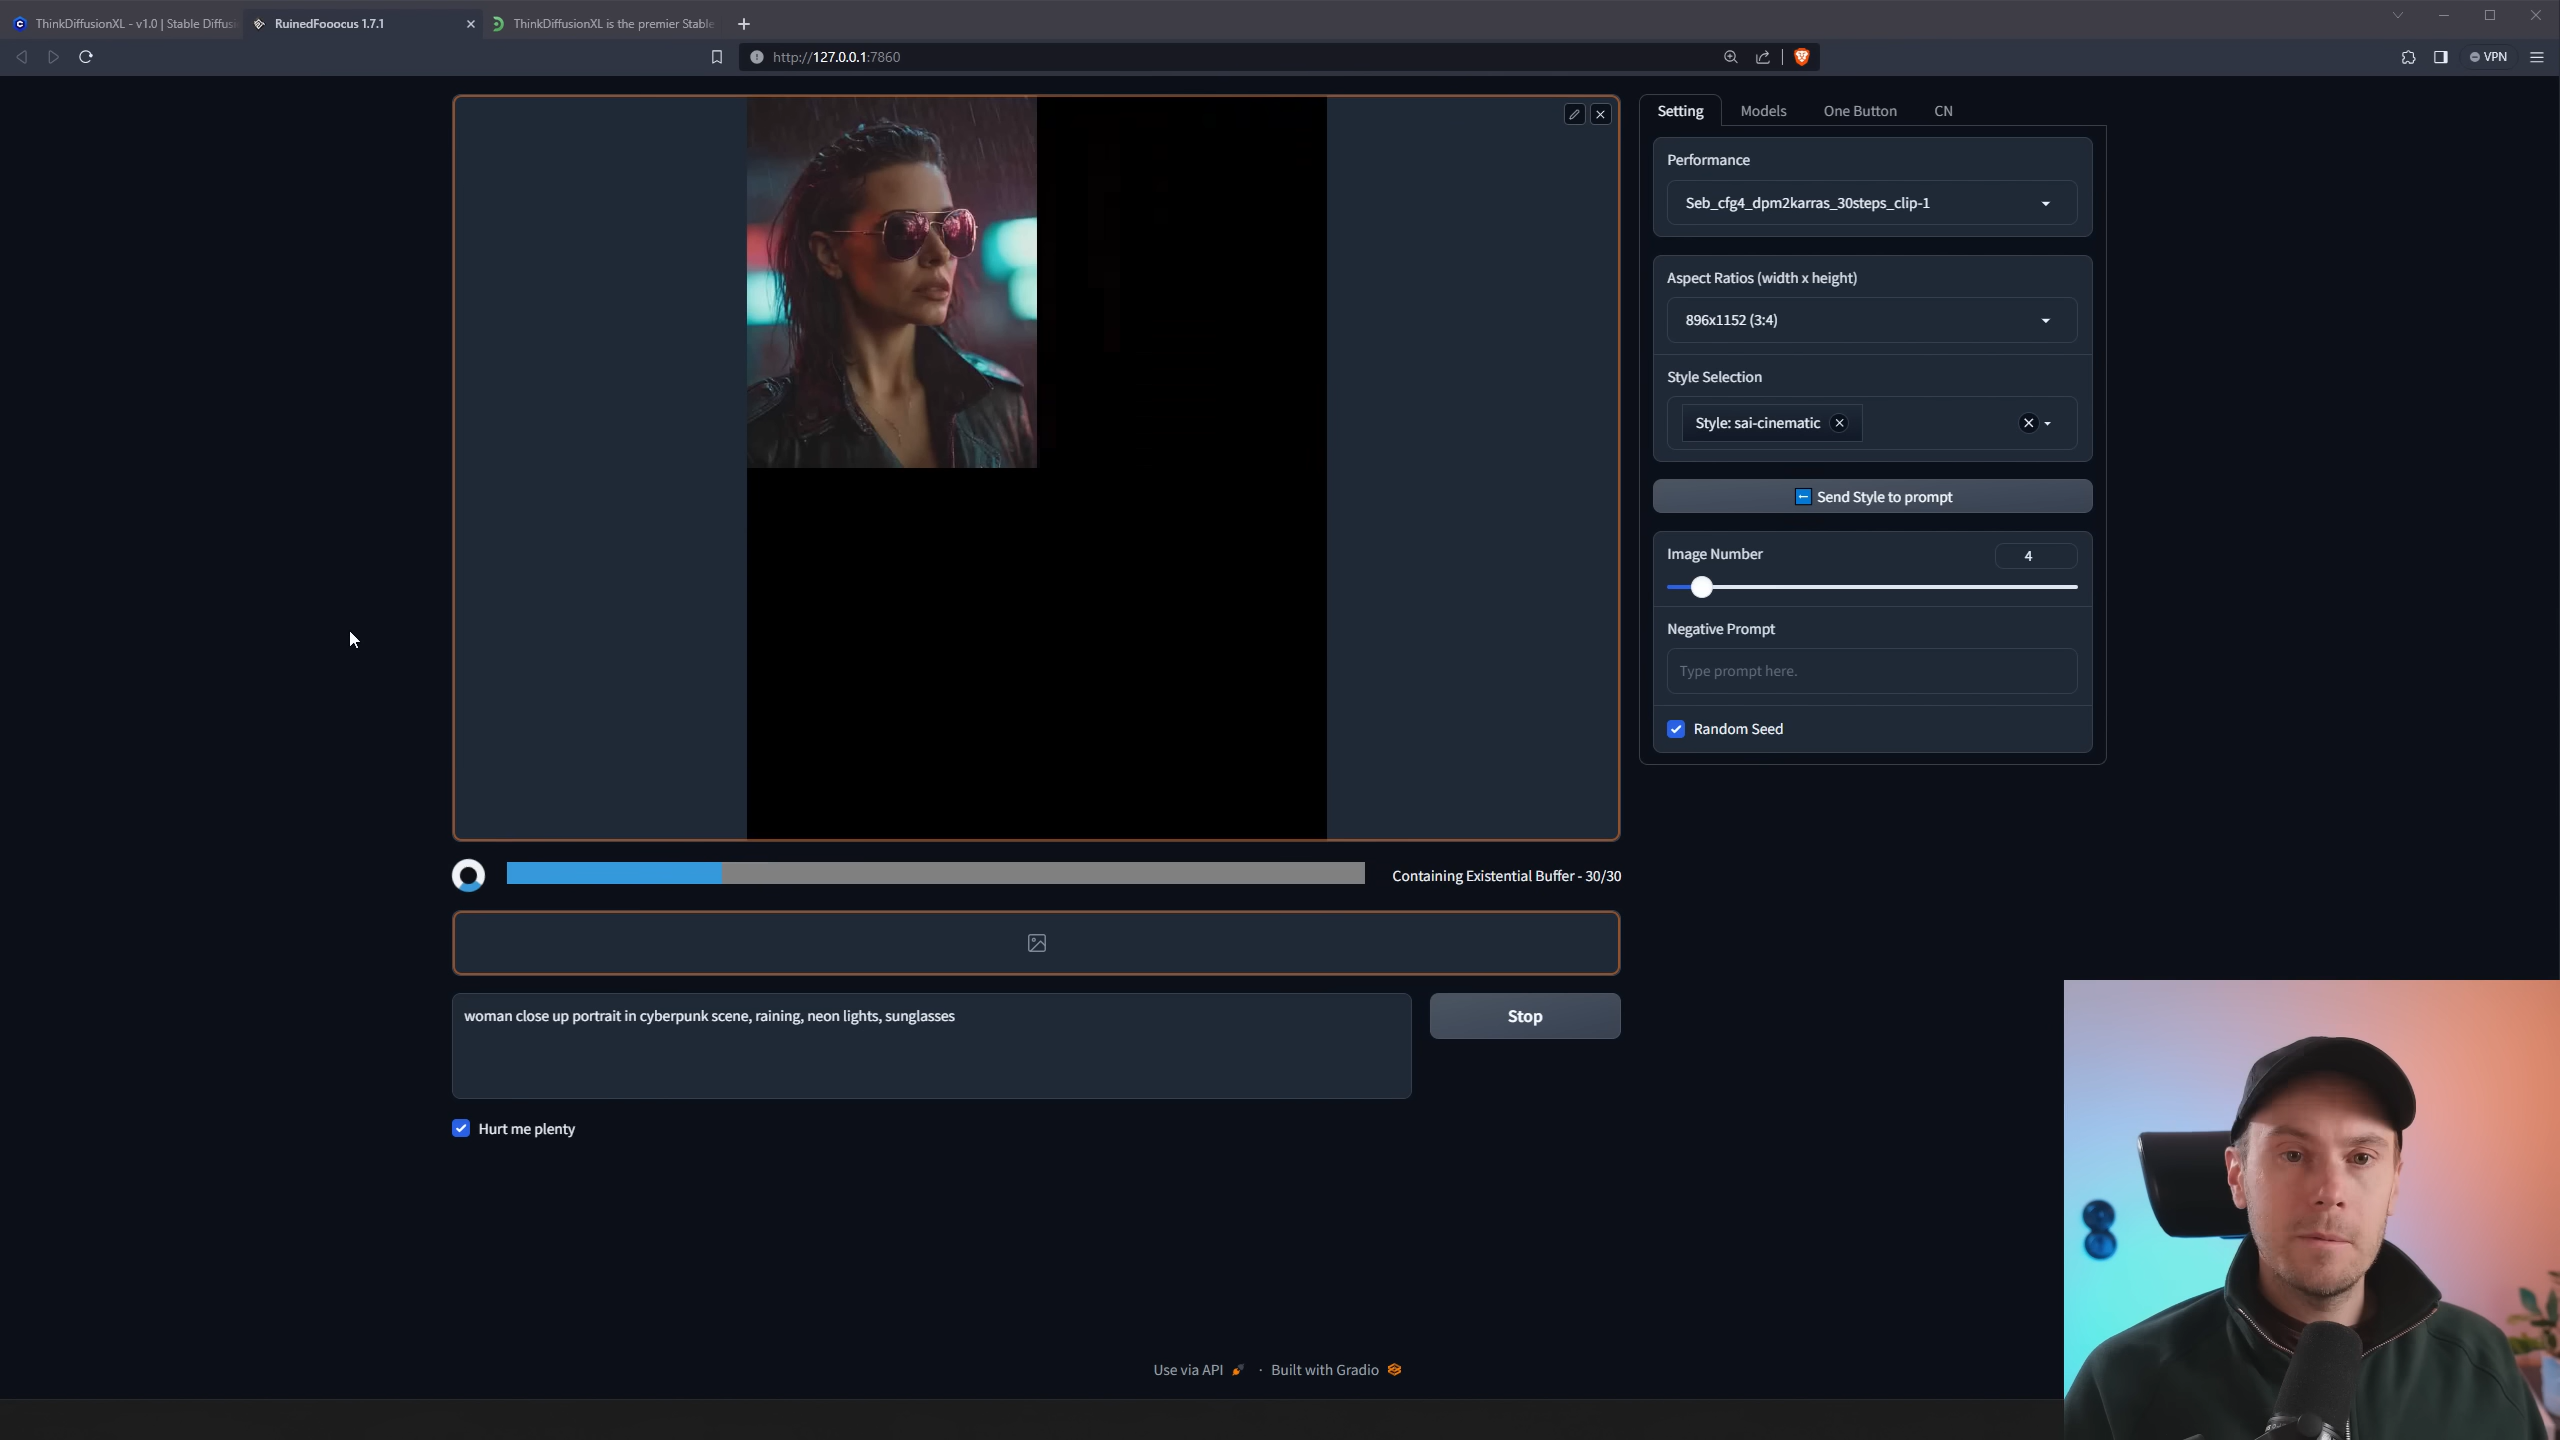 ThinkDiffusionXL - v1.0 | Stable Diffus
RuinedFooocus 1.7.1
ThinkDiffusionXL is the premier Stable
http://127.0.0.1:7860
VPN
Setting
Models
One Button
CN
Performance
Seb_cfg4_dpm2karras_30steps_clip-1
Aspect Ratios (width x height)
896x1152 (3:4)
Style Selection
Style: sai-cinematic
Send Style to prompt
Image Number
4
Negative Prompt
Type prompt here.
Random Seed
Containing Existential Buffer - 30/30
woman close up portrait in cyberpunk scene, raining, neon lights, sunglasses
Stop
Hurt me plenty
Use via API · Built with Gradio